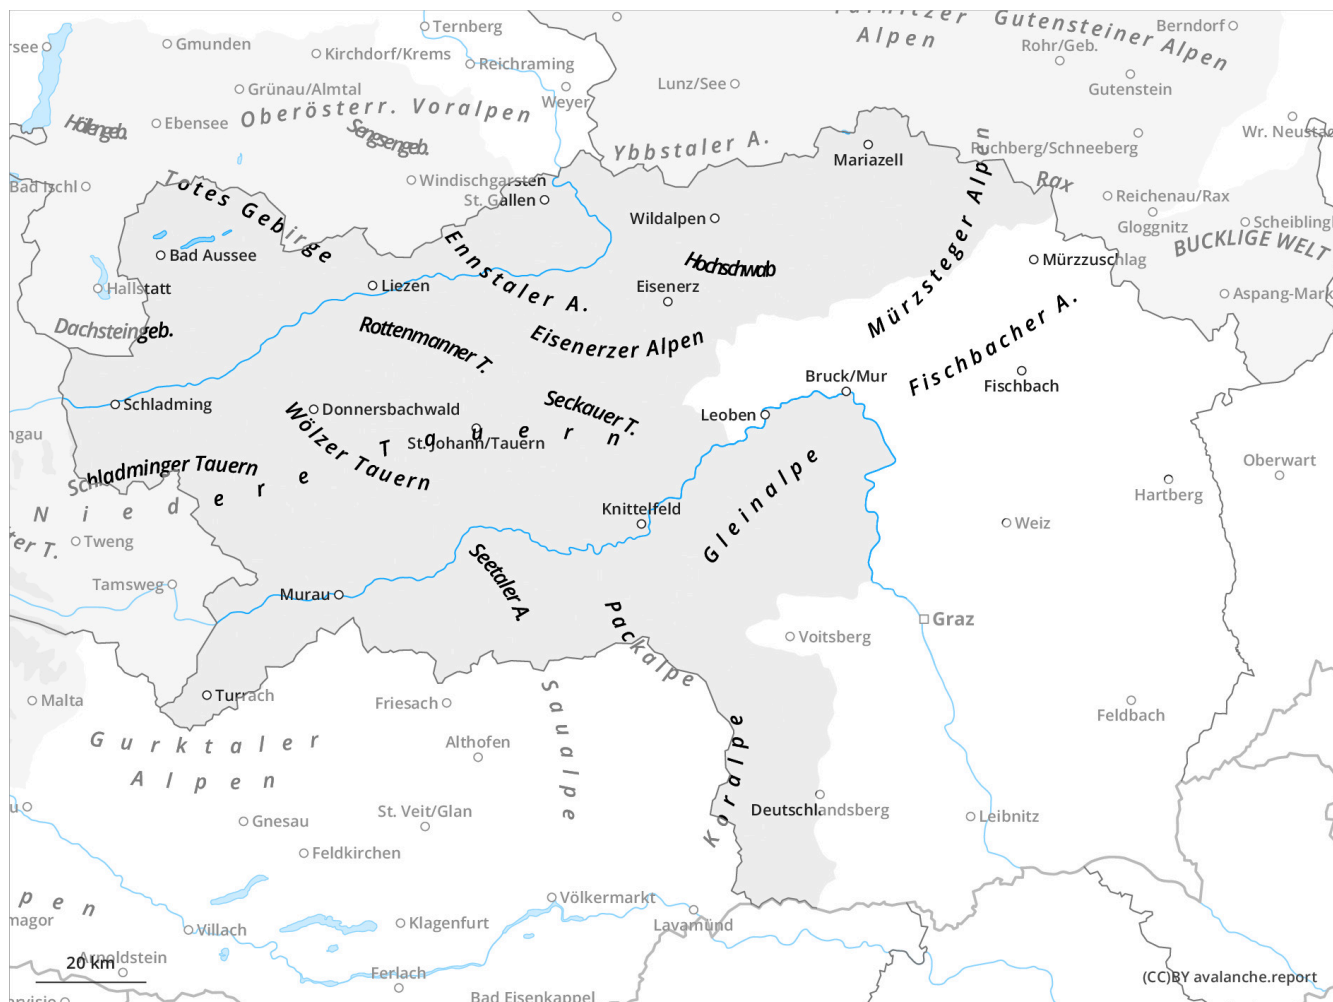 Ternberg
Gutensteiner Alpen
Berndorf
Alpen
Gmunden
Kirchdorf/Krems
Reichraming
Rohr/Geb.
Lunz/See
Grünau/Almtal
Weyer
Gutenstein
Oberösterr. Voralpen
Höllengeb.
Ebensee
Sengsengeb.
Ybbstaler A.
Mariazell
Puchberg/Schneeberg
Bad Ischl
Totes Gebirge
Windischgarsten
St. Gallen
Rax
Reichenau/Rax
Wildalpen
Gloggnitz
Mürzsteger Alpen
Bad Aussee
Ennstaler A.
Hochschwab
Mürzzuschlag
BUCKLIGE WELT
Hallstatt
Liezen
Eisenerz
Dachsteingeb.
Rottenmanner T.
Eisenerzer Alpen
Fischbacher A.
Bruck/Mur
Fischbach
Schladming
Donnersbachwald
Seckauer T.
Leoben
Wölzer Tauern
St. Johann/Tauern
Schladminger Tauern
Niedere Tauern
Gleinalpe
Oberwart
Hartberg
Knittelfeld
Weiz
Tweng
Tamsweg
Murau
Seetaler A.
Packalpe
Graz
Voitsberg
Malta
Turrach
Friesach
Saualpe
Feldbach
Gurktaler
Alpen
Althofen
Koralpe
Gnesau
St. Veit/Glan
Deutschlandsberg
Leibnitz
Feldkirchen
Völkermarkt
Villach
Klagenfurt
Lavamünd
Arnoldstein
20 km
Ferlach
Bad Eisenkappel
(CC)BY avalanche.report